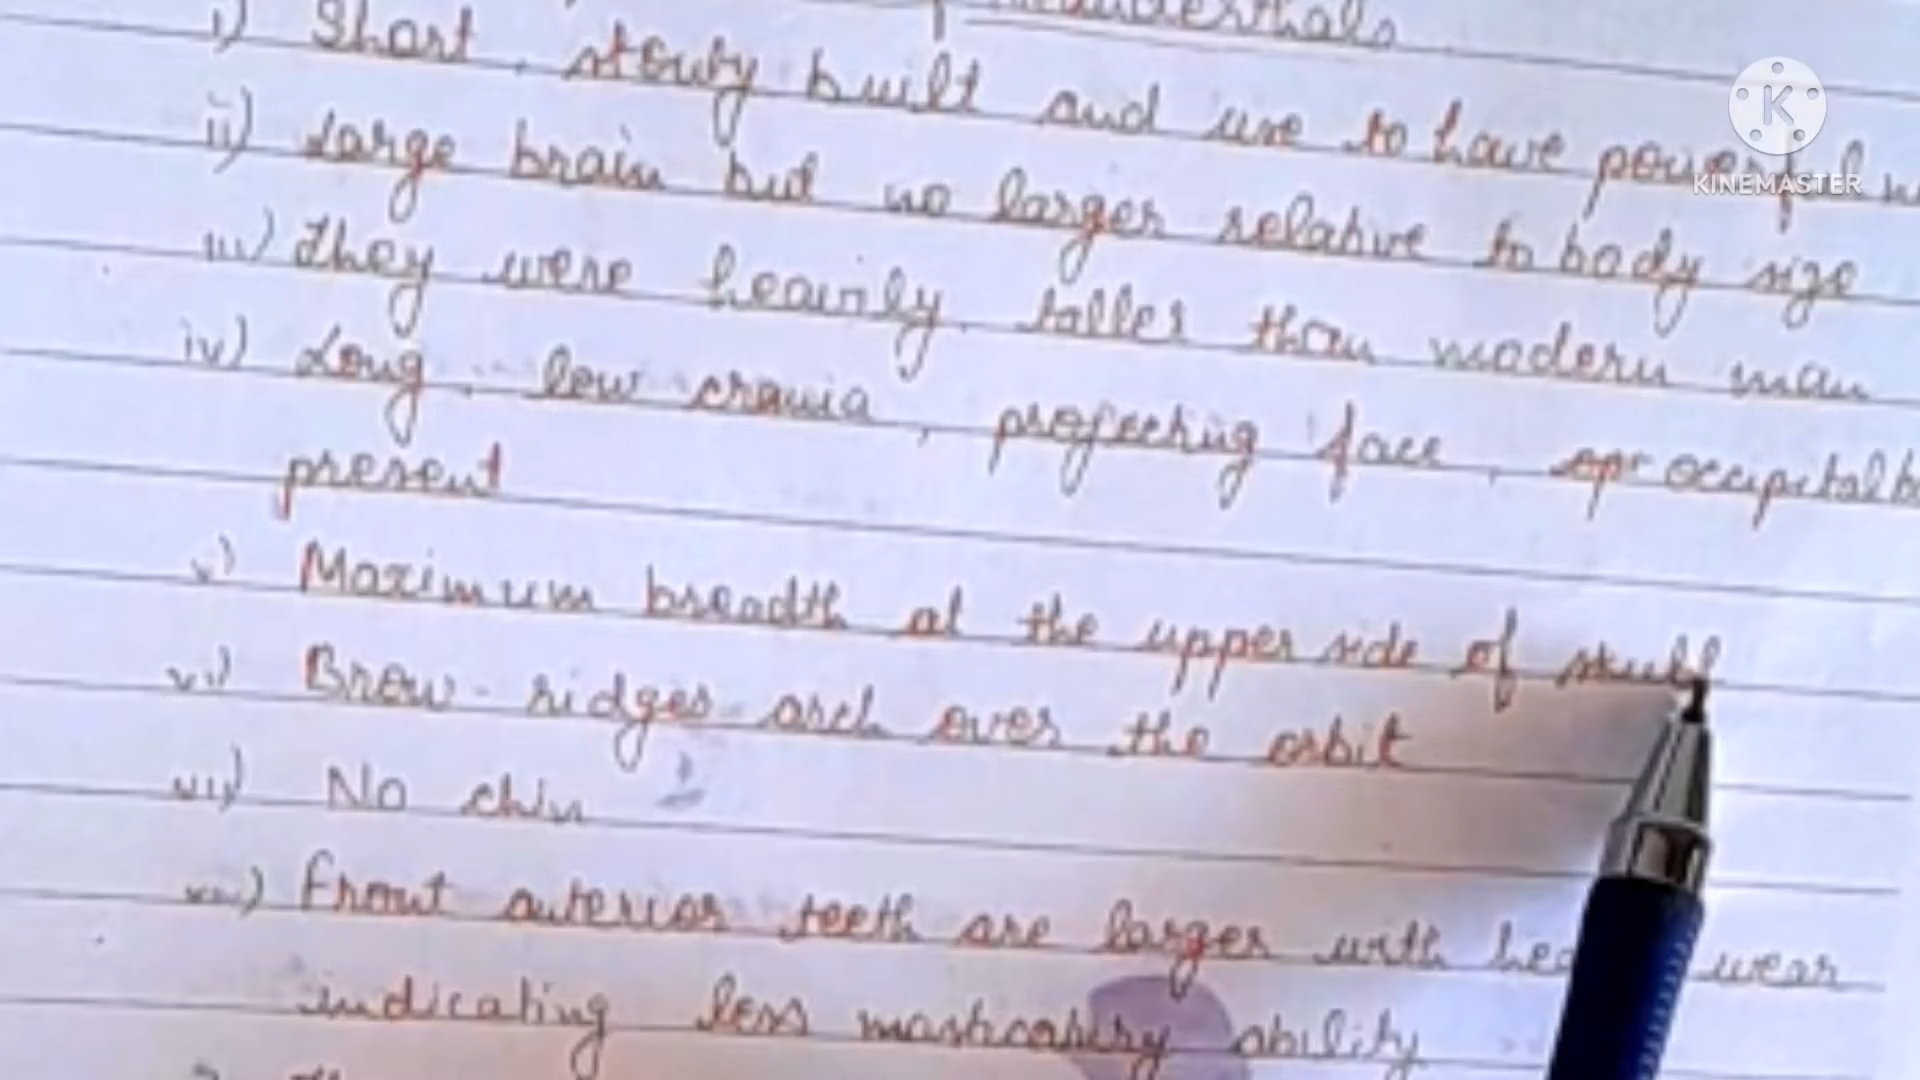 Neanderthals
i) Short, stoudy built and use to have powerful
ii) Large brain but no larger relative to body size
iii) They were heavily, taller than modern man
iv) Long, low crania, projecting face, occipital
present
v) Maximum breadth at the upper side of skull
vi) Brow-ridges arch over the orbit
vii) No chin
viii) Front anterior teeth are larger with wear
indicating less masticatory ability
KINEMASTER